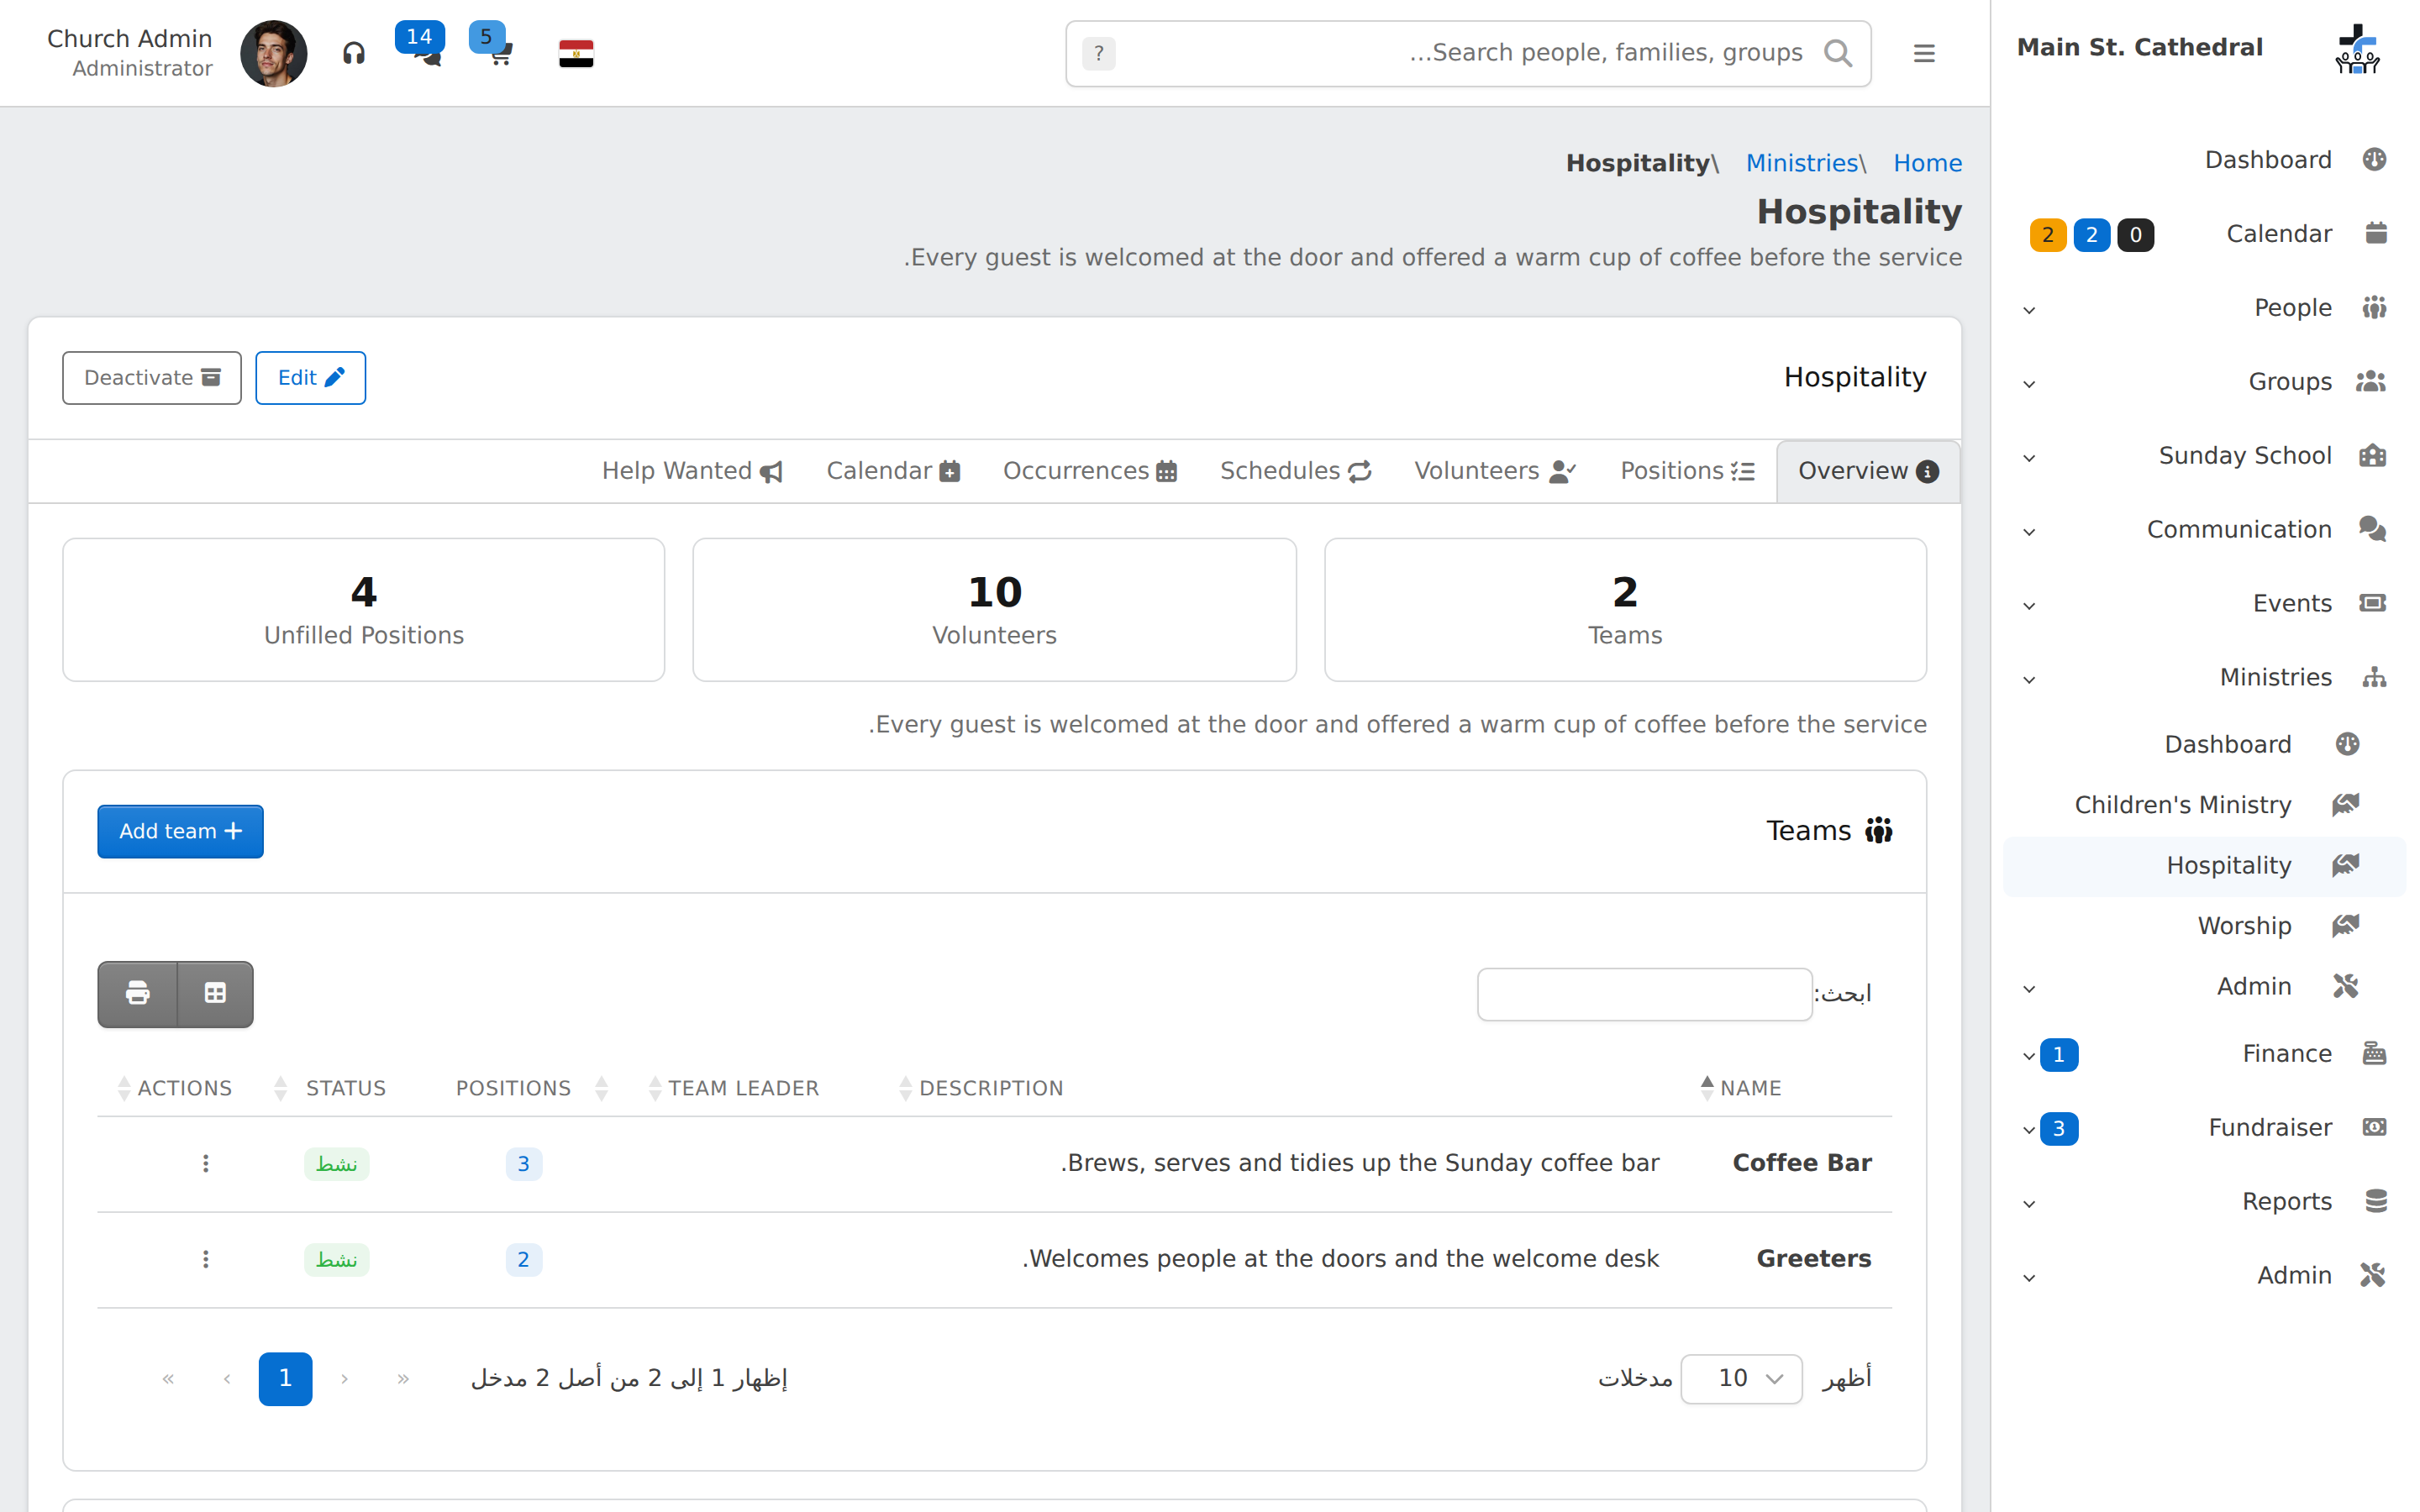 Main St. Cathedral
Dashboard
Calendar 0 2 2
People
Groups
Sunday School
Communication
Events
Ministries
Dashboard
Children's Ministry
Hospitality
Worship
Admin
Finance 1
Fundraiser 3
Reports
Admin
Search people, families, groups...
?
5
14
Church Admin
Administrator
Home \ Ministries \ Hospitality
Hospitality
Every guest is welcomed at the door and offered a warm cup of coffee before the service.
Hospitality
Edit
Deactivate
Overview Positions Volunteers Schedules Occurrences Calendar Help Wanted
2
Teams
10
Volunteers
4
Unfilled Positions
Every guest is welcomed at the door and offered a warm cup of coffee before the service.
Teams
Add team
ابحث:
NAME DESCRIPTION TEAM LEADER POSITIONS STATUS ACTIONS
Coffee Bar Brews, serves and tidies up the Sunday coffee bar. 3 نشط
Greeters Welcomes people at the doors and the welcome desk. 2 نشط
أظهر 10 مدخلات
إظهار 1 إلى 2 من أصل 2 مدخل
« ‹ 1 › »